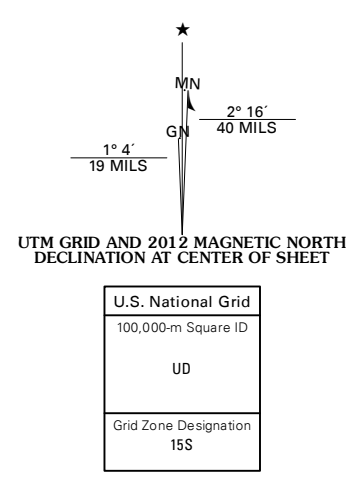 ★
MN
GN
2° 16´
40 MILS
1° 4´
19 MILS
UTM GRID AND 2012 MAGNETIC NORTH
DECLINATION AT CENTER OF SHEET
U.S. National Grid
100,000-m Square ID
UD
Grid Zone Designation
15S